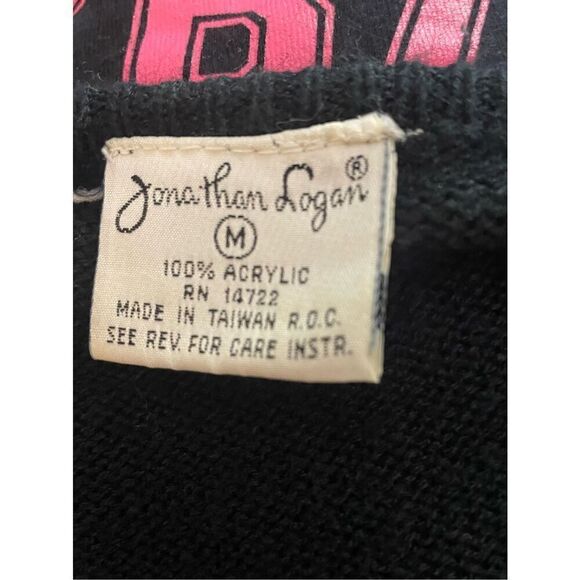 Jonathan Logan®
M
100% ACRYLIC
RN 14722
MADE IN TAIWAN R.O.C.
SEE REV. FOR CARE INSTR.